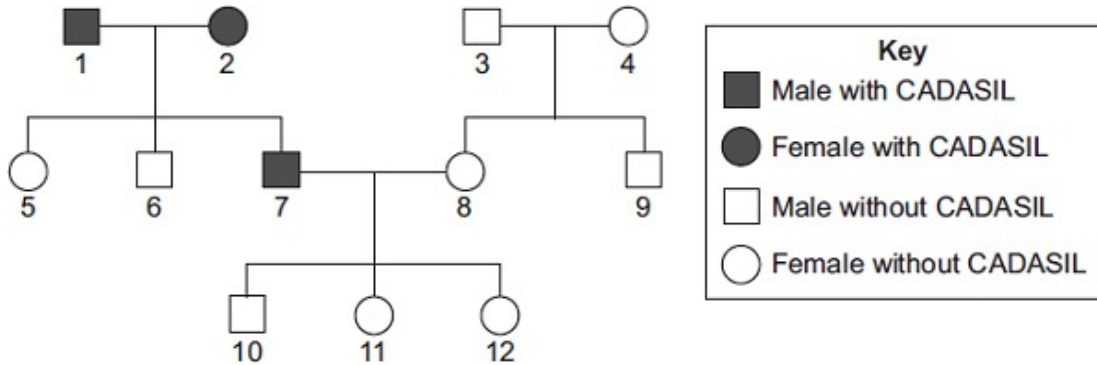 1 2 3 4
Key
Male with CADASIL
Female with CADASIL
Male without CADASIL
Female without CADASIL
5 6 7 8 9
10 11 12